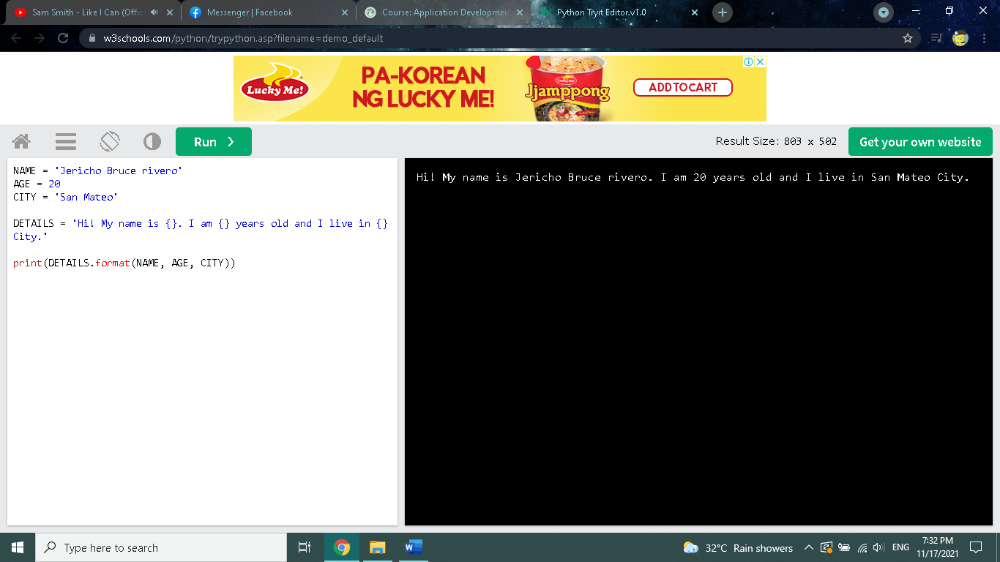 Sam Smith - Like I Can (Offic
Messenger | Facebook
Course: Application Developmen
Python Tryit Editor v1.0
w3schools.com/python/trypython.asp?filename=demo_default
Lucky Me!
PA-KOREAN
NG LUCKY ME!
Lucky Me!
Jjamppong
ADD TO CART
Run ❯
Result Size: 803 x 502
Get your own website
NAME = 'Jericho Bruce rivero'
AGE = 20
CITY = 'San Mateo'
DETAILS = 'Hi! My name is {}. I am {} years old and I live in {}
City.'
print(DETAILS.format(NAME, AGE, CITY))
Hi! My name is Jericho Bruce rivero. I am 20 years old and I live in San Mateo City.
Type here to search
32°C Rain showers
ENG
7:32 PM
11/17/2021